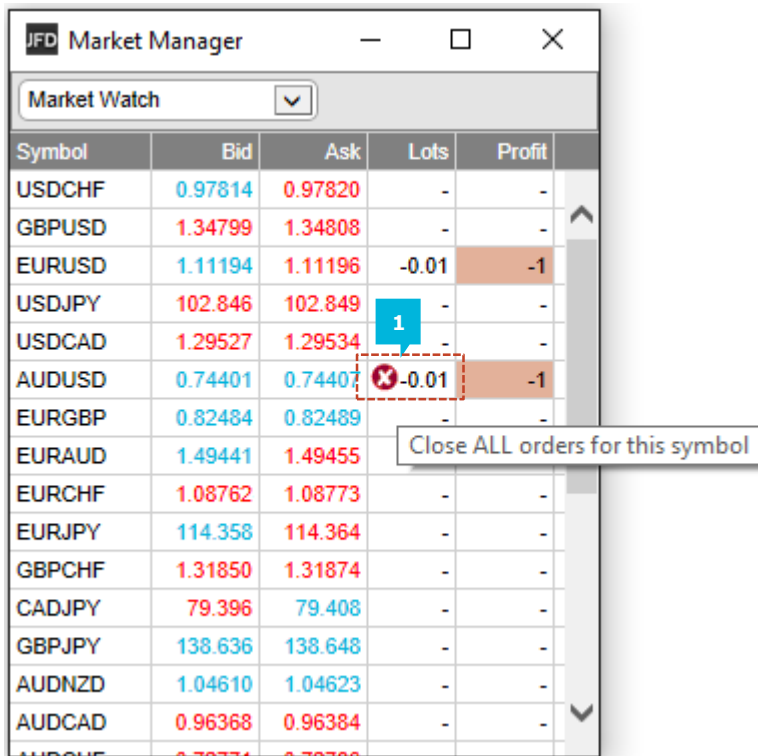 JFD Market Manager
Market Watch
Symbol Bid Ask Lots Profit
USDCHF 0.97814 0.97820 - -
GBPUSD 1.34799 1.34808 - -
EURUSD 1.11194 1.11196 -0.01 -1
USDJPY 102.846 102.849 - -
1
USDCAD 1.29527 1.29534 - -
AUDUSD 0.74401 0.74407 -0.01 -1
EURGBP 0.82484 0.82489 - -
Close ALL orders for this symbol
EURAUD 1.49441 1.49455
EURCHF 1.08762 1.08773 - -
EURJPY 114.358 114.364 - -
GBPCHF 1.31850 1.31874 - -
CADJPY 79.396 79.408 - -
GBPJPY 138.636 138.648 - -
AUDNZD 1.04610 1.04623 - -
AUDCAD 0.96368 0.96384 - -